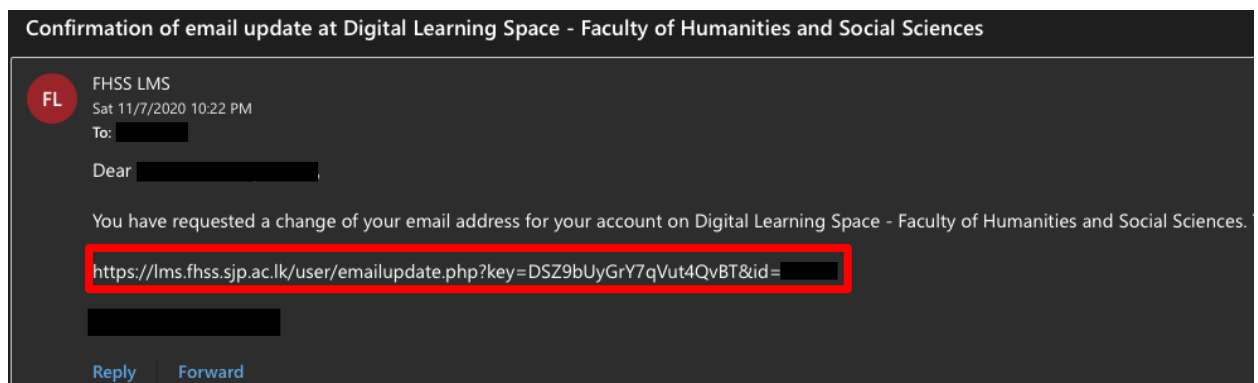 Confirmation of email update at Digital Learning Space - Faculty of Humanities and Social Sciences
FL
FHSS LMS
Sat 11/7/2020 10:22 PM
To:
Dear
You have requested a change of your email address for your account on Digital Learning Space - Faculty of Humanities and Social Sciences.
https://lms.fhss.sjp.ac.lk/user/emailupdate.php?key=DSZ9bUyGrY7qVut4QvBT&id=
Reply Forward